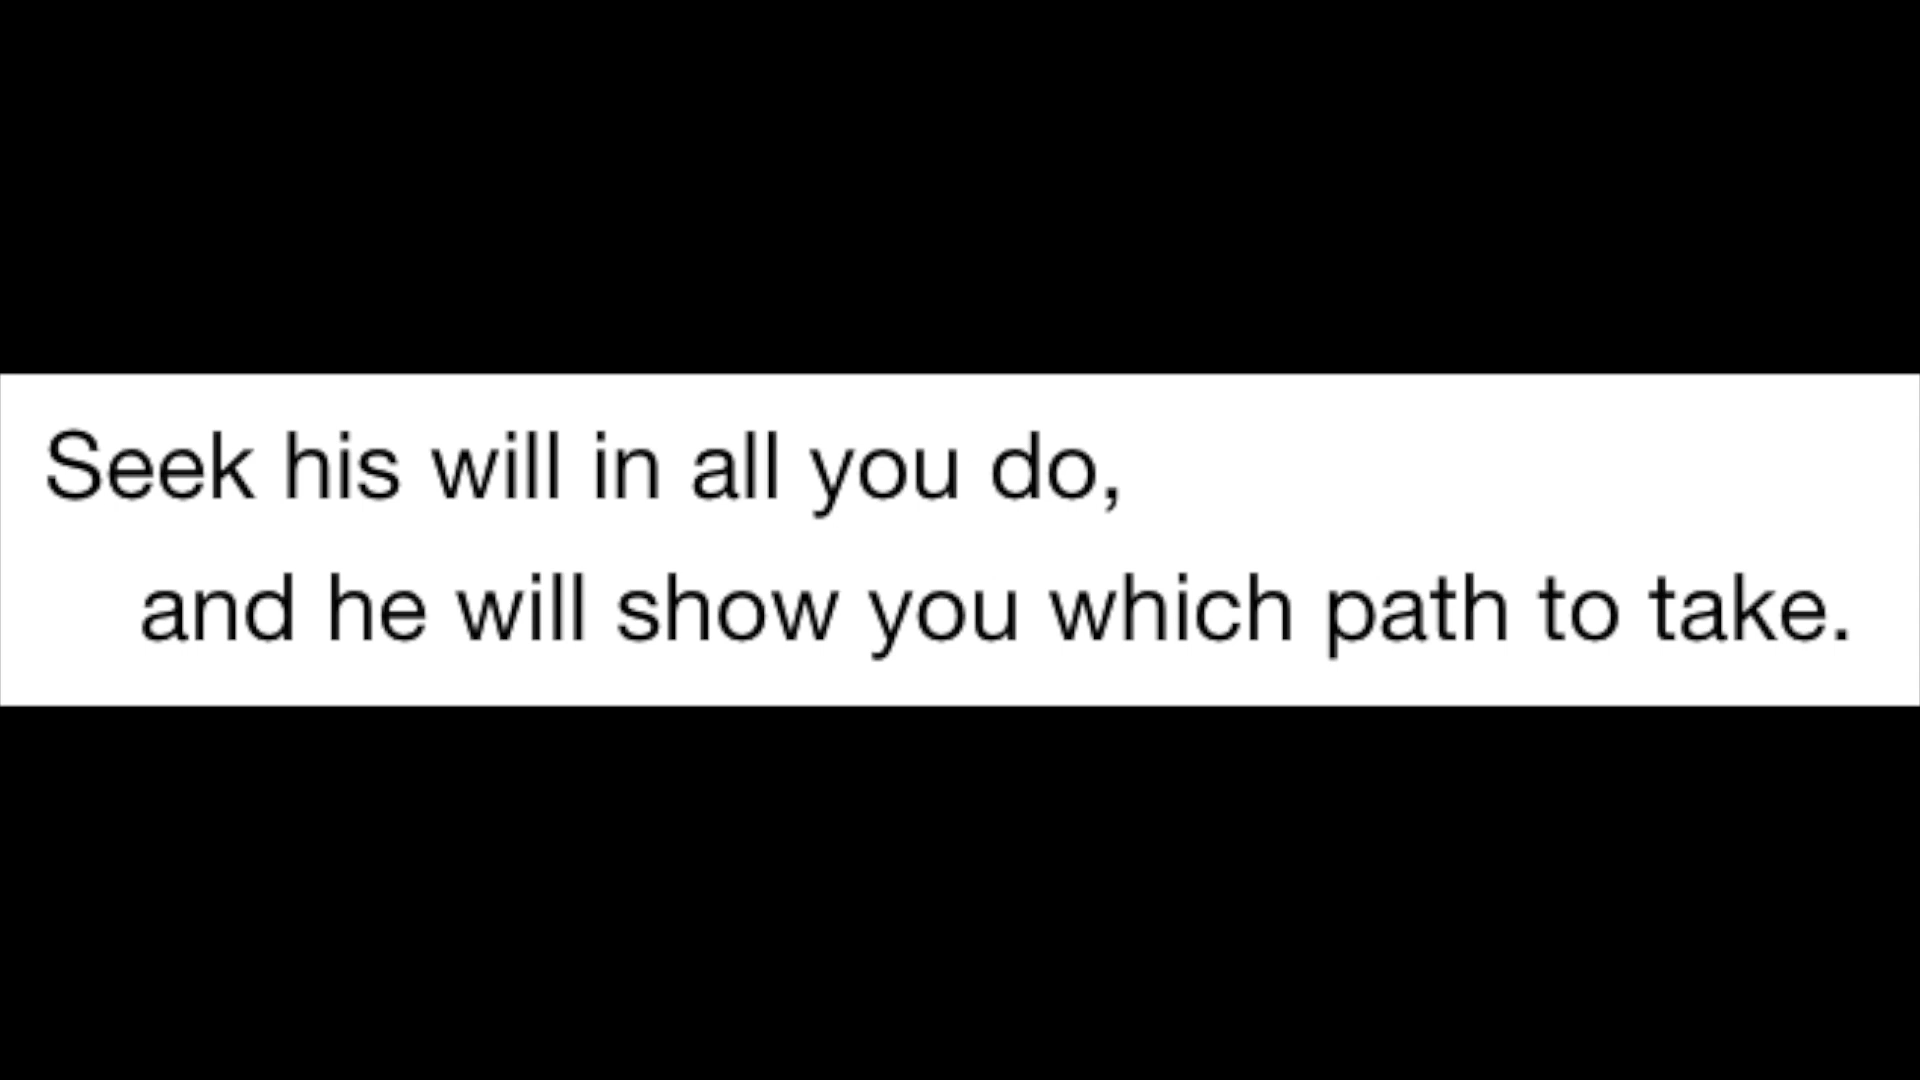 Seek his will in all you do,
and he will show you which path to take.